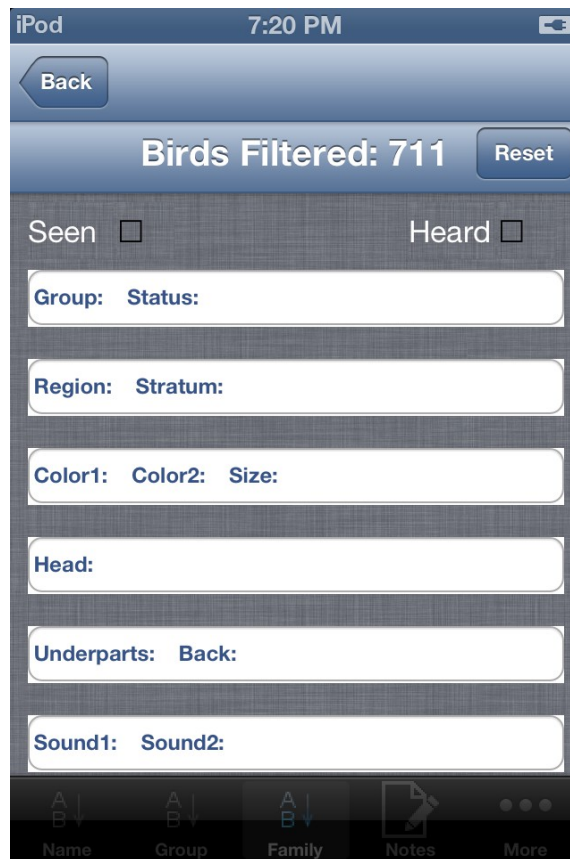 iPod 7:20 PM
Back
Birds Filtered: 711 Reset
Seen Heard
Group: Status:
Region: Stratum:
Color1: Color2: Size:
Head:
Underparts: Back:
Sound1: Sound2:
A A A
B B B
Name Group Family Notes More